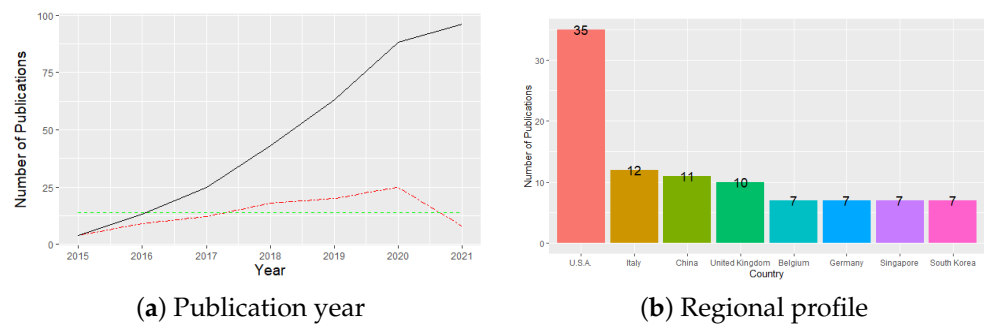 100
75
50
25
0
Number of Publications
2015 2016 2017 2018 2019 2020 2021
Year
(a) Publication year
35
12
11
10
7 7 7 7
30
20
10
0
Number of Publications
U.S.A. Italy China United Kingdom Belgium Germany Singapore South Korea
Country
(b) Regional profile